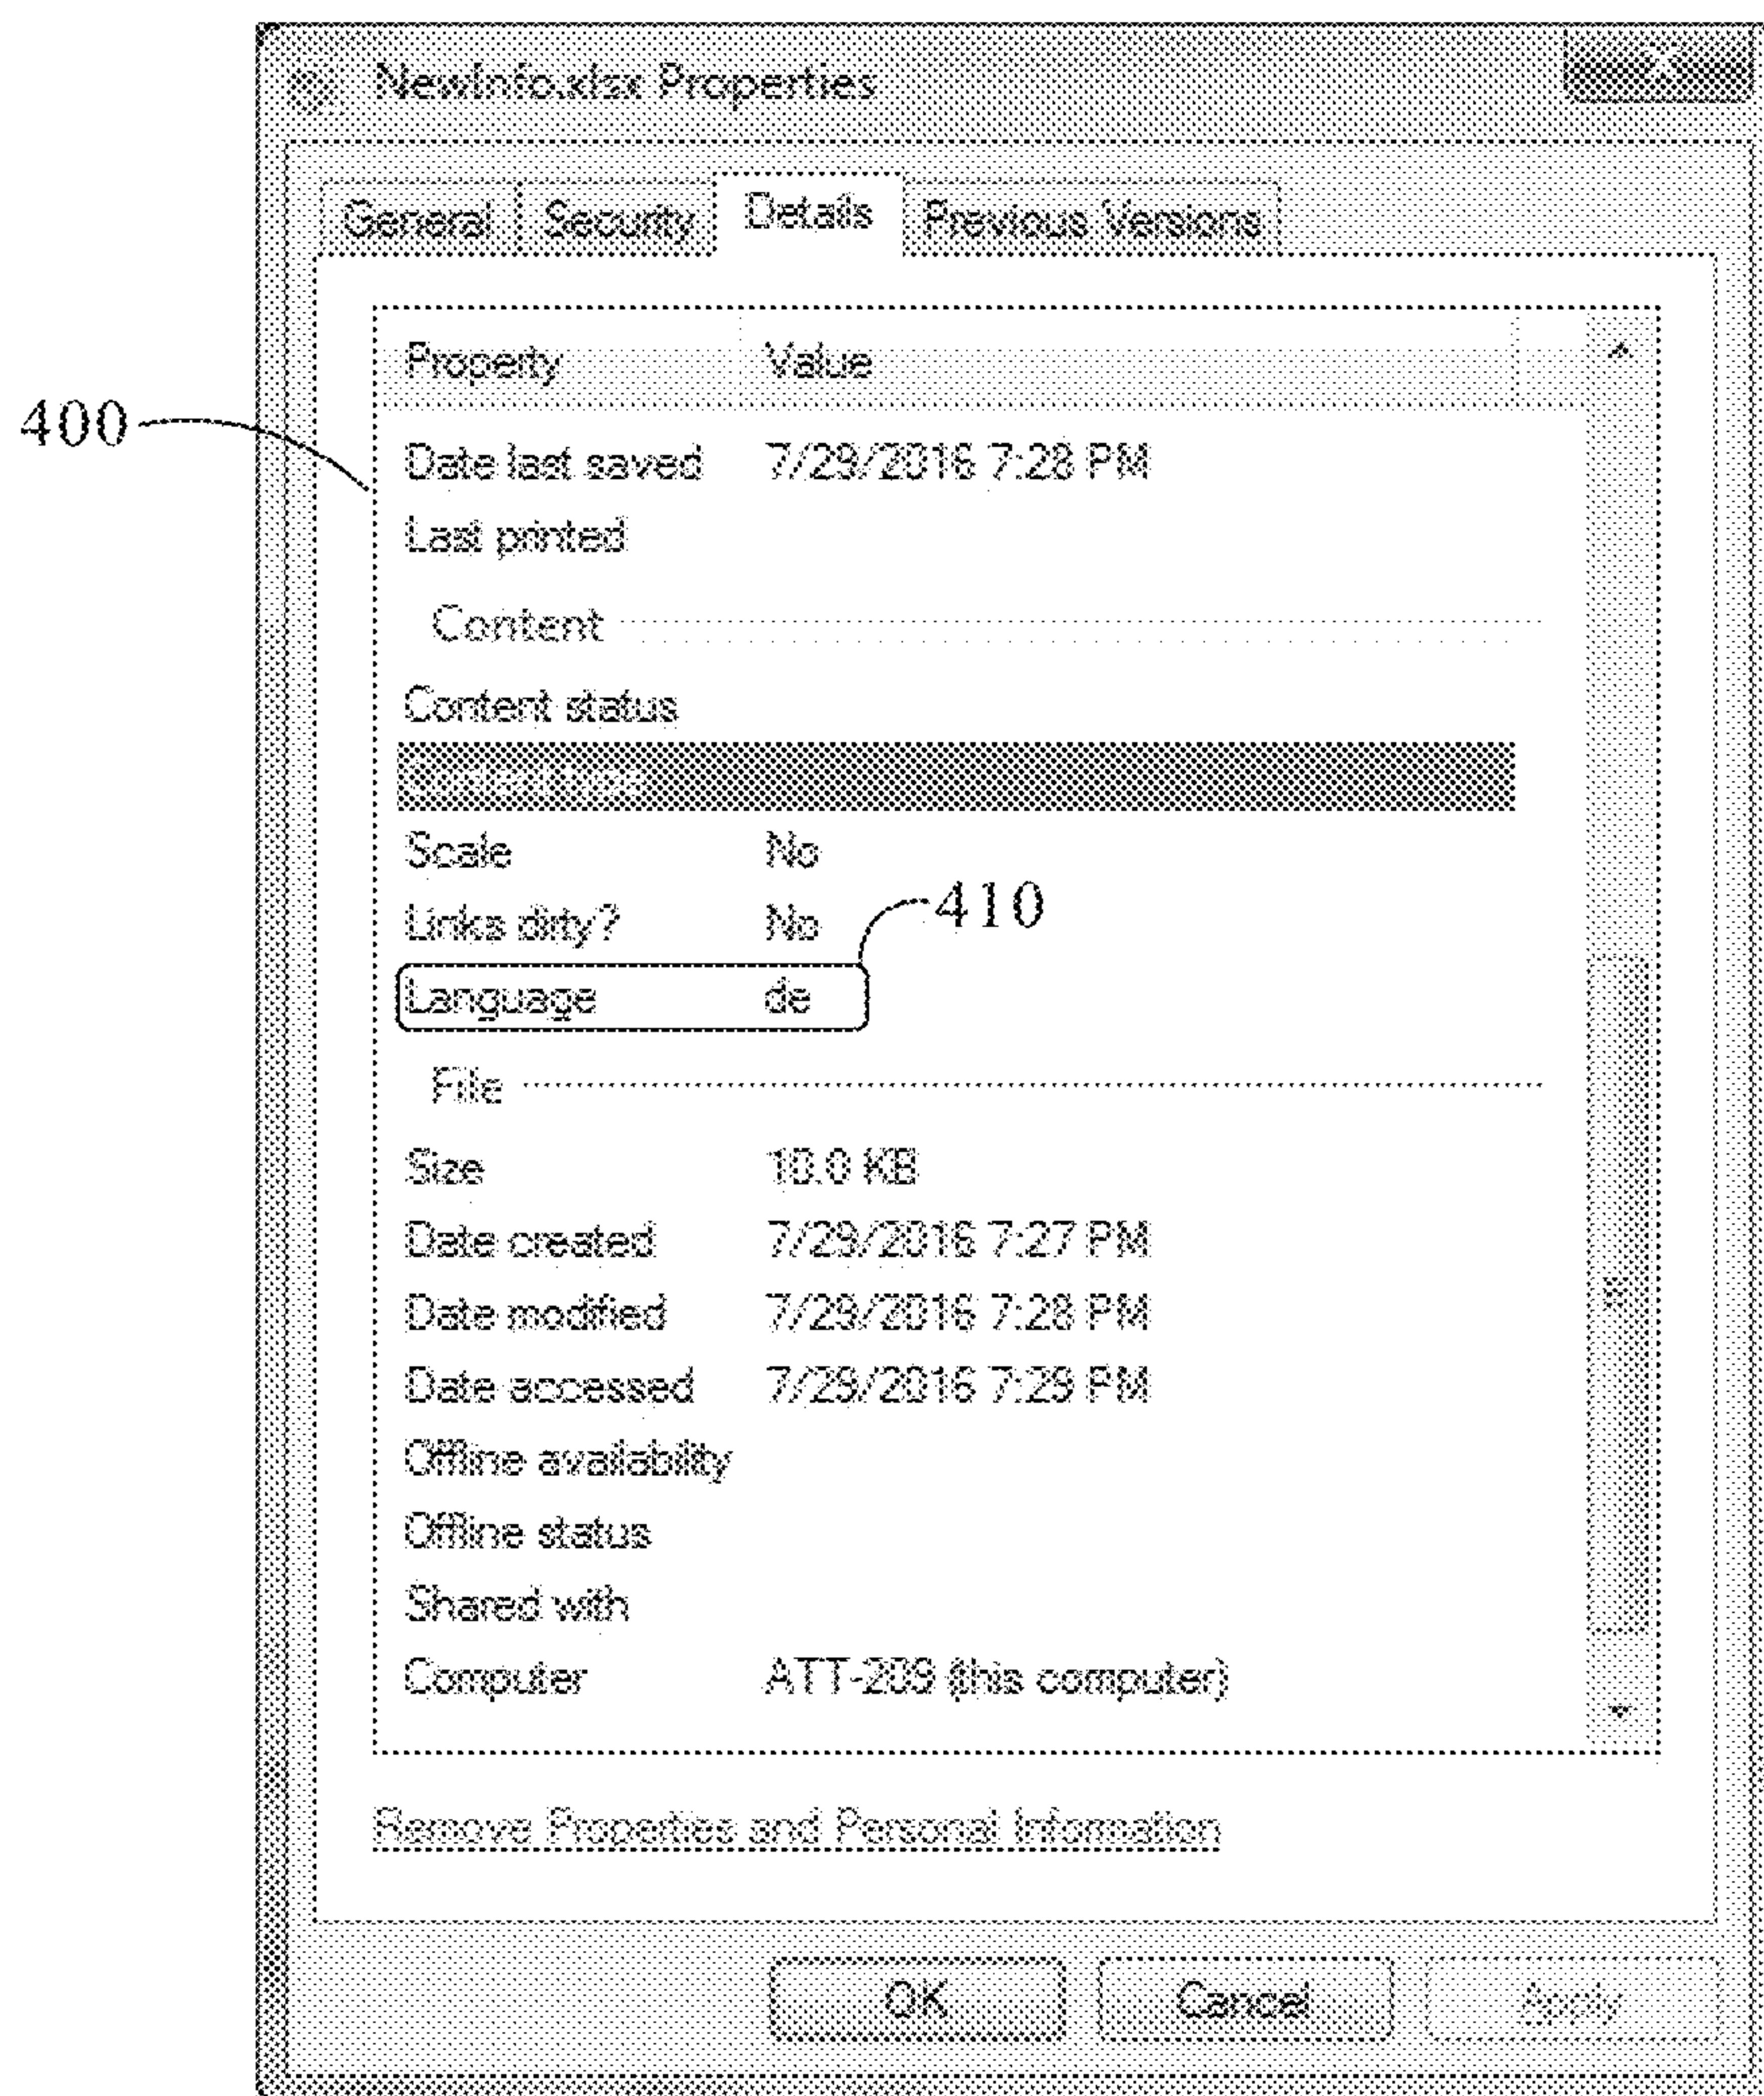 NewInfo.xlsx Properties
General Security Details Previous Versions
Property Value
400
Date last saved 7/29/2016 7:28 PM
Last printed
Content
Content status
Content type
Scale No
Links dirty? No
410
Language de
File
Size 10.0 KB
Date created 7/29/2016 7:27 PM
Date modified 7/29/2016 7:28 PM
Date accessed 7/29/2016 7:29 PM
Offline availability
Offline status
Shared with
Computer ATT-209 (this computer)
Remove Properties and Personal Information
OK Cancel Apply